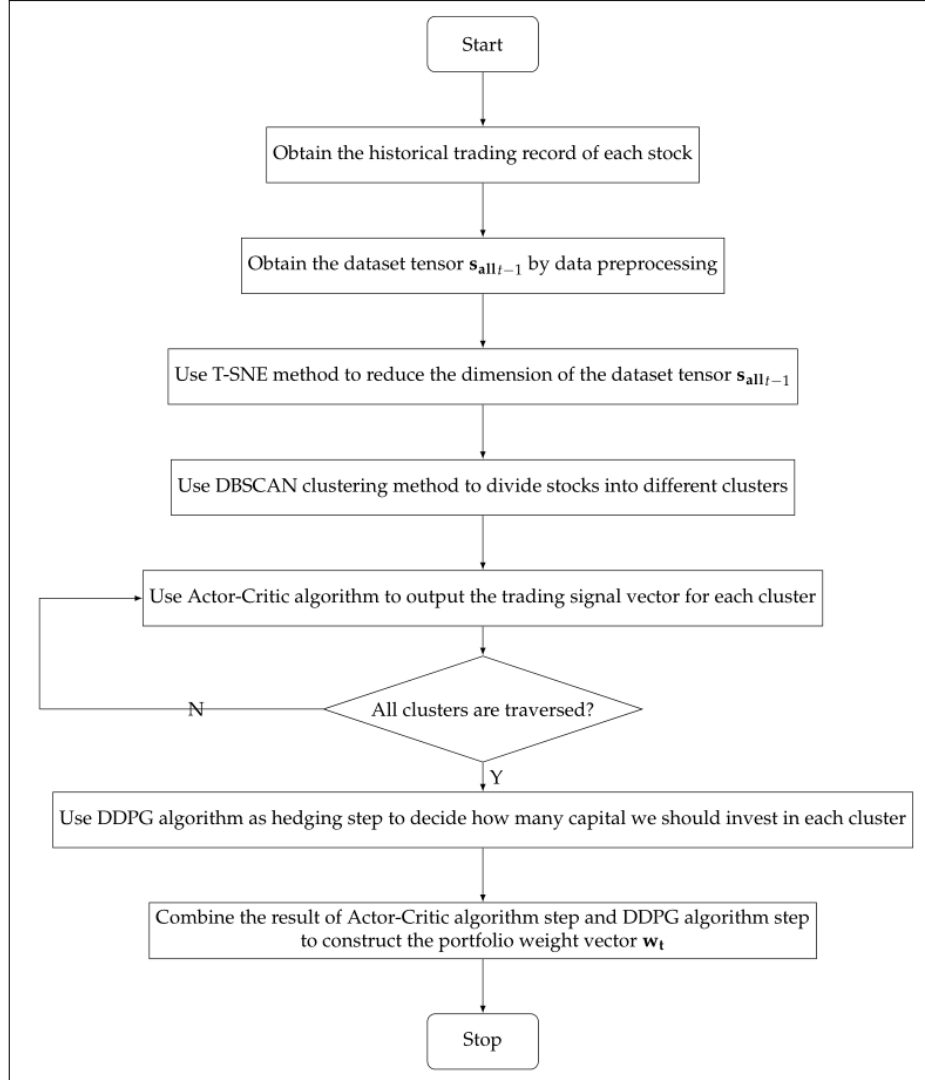 Start
Obtain the historical trading record of each stock
Obtain the dataset tensor s_all_t−1 by data preprocessing
Use T-SNE method to reduce the dimension of the dataset tensor s_all_t−1
Use DBSCAN clustering method to divide stocks into different clusters
Use Actor-Critic algorithm to output the trading signal vector for each cluster
All clusters are traversed?
N
Y
Use DDPG algorithm as hedging step to decide how many capital we should invest in each cluster
Combine the result of Actor-Critic algorithm step and DDPG algorithm step
to construct the portfolio weight vector w_t
Stop